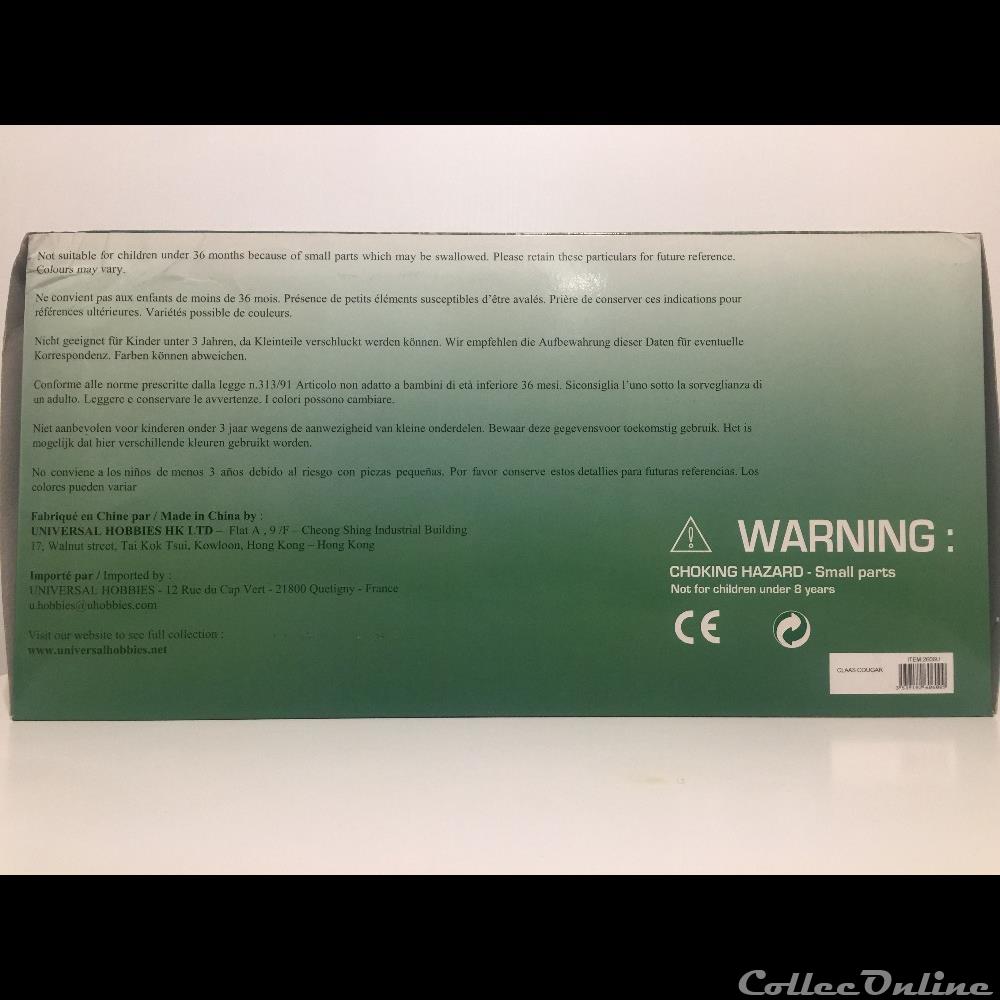 Not suitable for children under 36 months because of small parts which may be swallowed. Please retain these particulars for future reference.
Colours may vary.
Ne convient pas aux enfants de moins de 36 mois. Présence de petits éléments susceptibles d'être avalés. Prière de conserver ces indications pour
références ultérieures. Variétés possible de couleurs.
Nicht geeignet für Kinder unter 3 Jahren, da Kleinteile verschluckt werden können. Wir empfehlen die Aufbewahrung dieser Daten für eventuelle
Korrespondenz. Farben können abweichen.
Conforme alle norme prescritte dalla legge n.313/91 Articolo non adatto a bambini di età inferiore 36 mesi. Siconsiglia l'uno sotto la sorveglianza di
un adulto. Leggere e conservare le avvertenze. I colori possono cambiare.
Niet aanbevolen voor kinderen onder 3 jaar wegens de aanwezigheid van kleine onderdelen. Bewaar deze gegevensvoor toekomstig gebruik. Het is
mogelijk dat hier verschillende kleuren gebruikt worden.
No conviene a los niños de menos 3 años debido al riesgo con piezas pequeñas. Por favor conserve estos detallies para futuras referencias. Los
colores pueden variar
Fabriqué en Chine par / Made in China by :
UNIVERSAL HOBBIES HK LTD – Flat A , 9 /F – Cheong Shing Industrial Building
17, Walnut street, Tai Kok Tsui, Kowloon, Hong Kong – Hong Kong
Importé par / Imported by :
UNIVERSAL HOBBIES - 12 Rue du Cap Vert - 21800 Quetigny - France
u.hobbies@uhobbies.com
Visit our website to see full collection :
www.universalhobbies.net
WARNING :
CHOKING HAZARD - Small parts
Not for children under 8 years
CE
CLAAS COUGAR
ITEM
CollecOnline